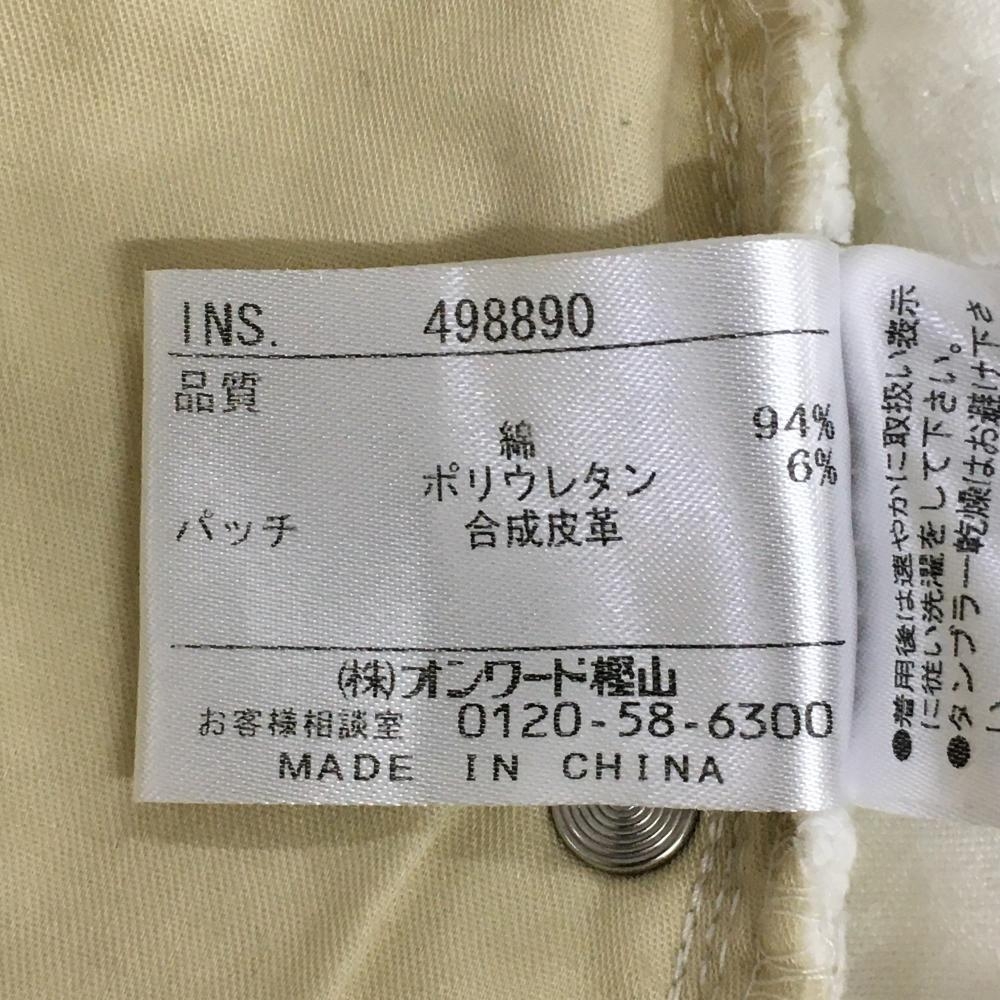 INS. 498890
品質
綿 94%
ポリウレタン 6%
パッチ 合成皮革
(株)オンワード樫山
お客様相談室 0120-58-6300
MADE IN CHINA
●着用後は速やかに取扱い表示
に従い洗濯をして下さい。
●タンブラー乾燥はお避け下さ
い